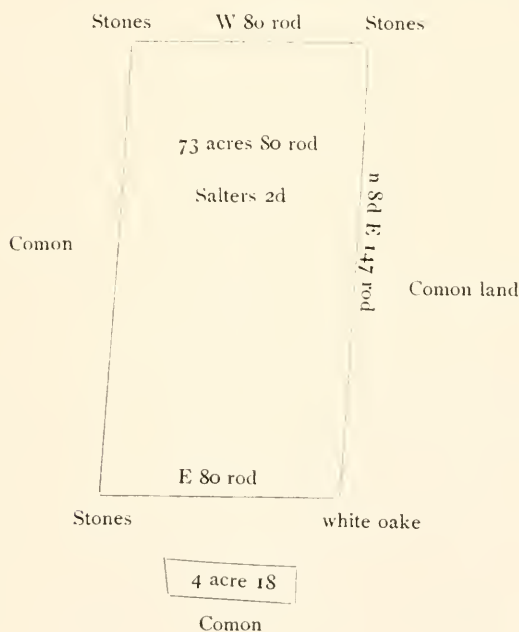 Stones W 80 rod Stones
73 acres 80 rod
Salters 2d
n 8d E 147 rod
Comon
Comon land
E 80 rod
Stones
white oake
4 acre 18
Comon